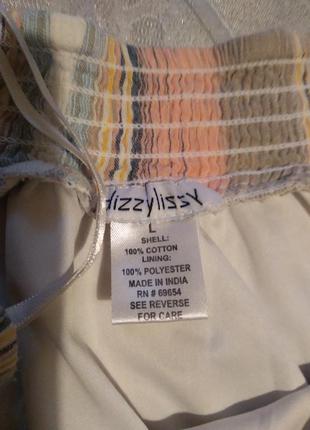 dizzylissy
L
SHELL:
100% COTTON
LINING:
100% POLYESTER
MADE IN INDIA
RN # 69654
SEE REVERSE
FOR CARE